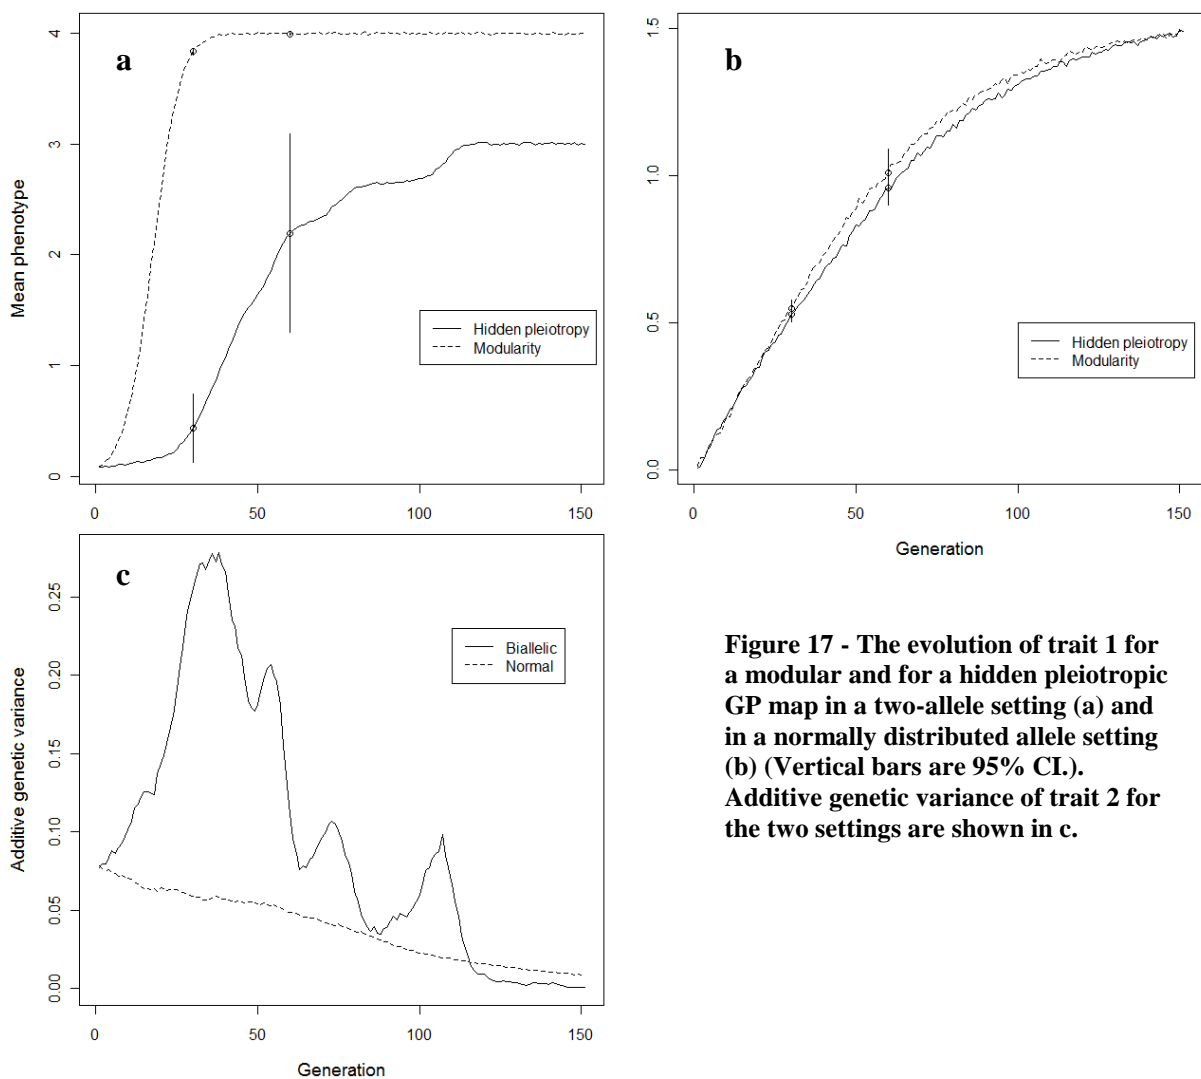 a
4
3
2
1
0
Mean phenotype
Hidden pleiotropy
Modularity
0 50 100 150
b
1.5
1.0
0.5
0.0
Hidden pleiotropy
Modularity
0 50 100 150
Generation
c
0.25
0.20
0.15
0.10
0.05
0.00
Additive genetic variance
Biallelic
Normal
0 50 100 150
Generation
Figure 17 - The evolution of trait 1 for
a modular and for a hidden pleiotropic
GP map in a two-allele setting (a) and
in a normally distributed allele setting
(b) (Vertical bars are 95% CI.).
Additive genetic variance of trait 2 for
the two settings are shown in c.